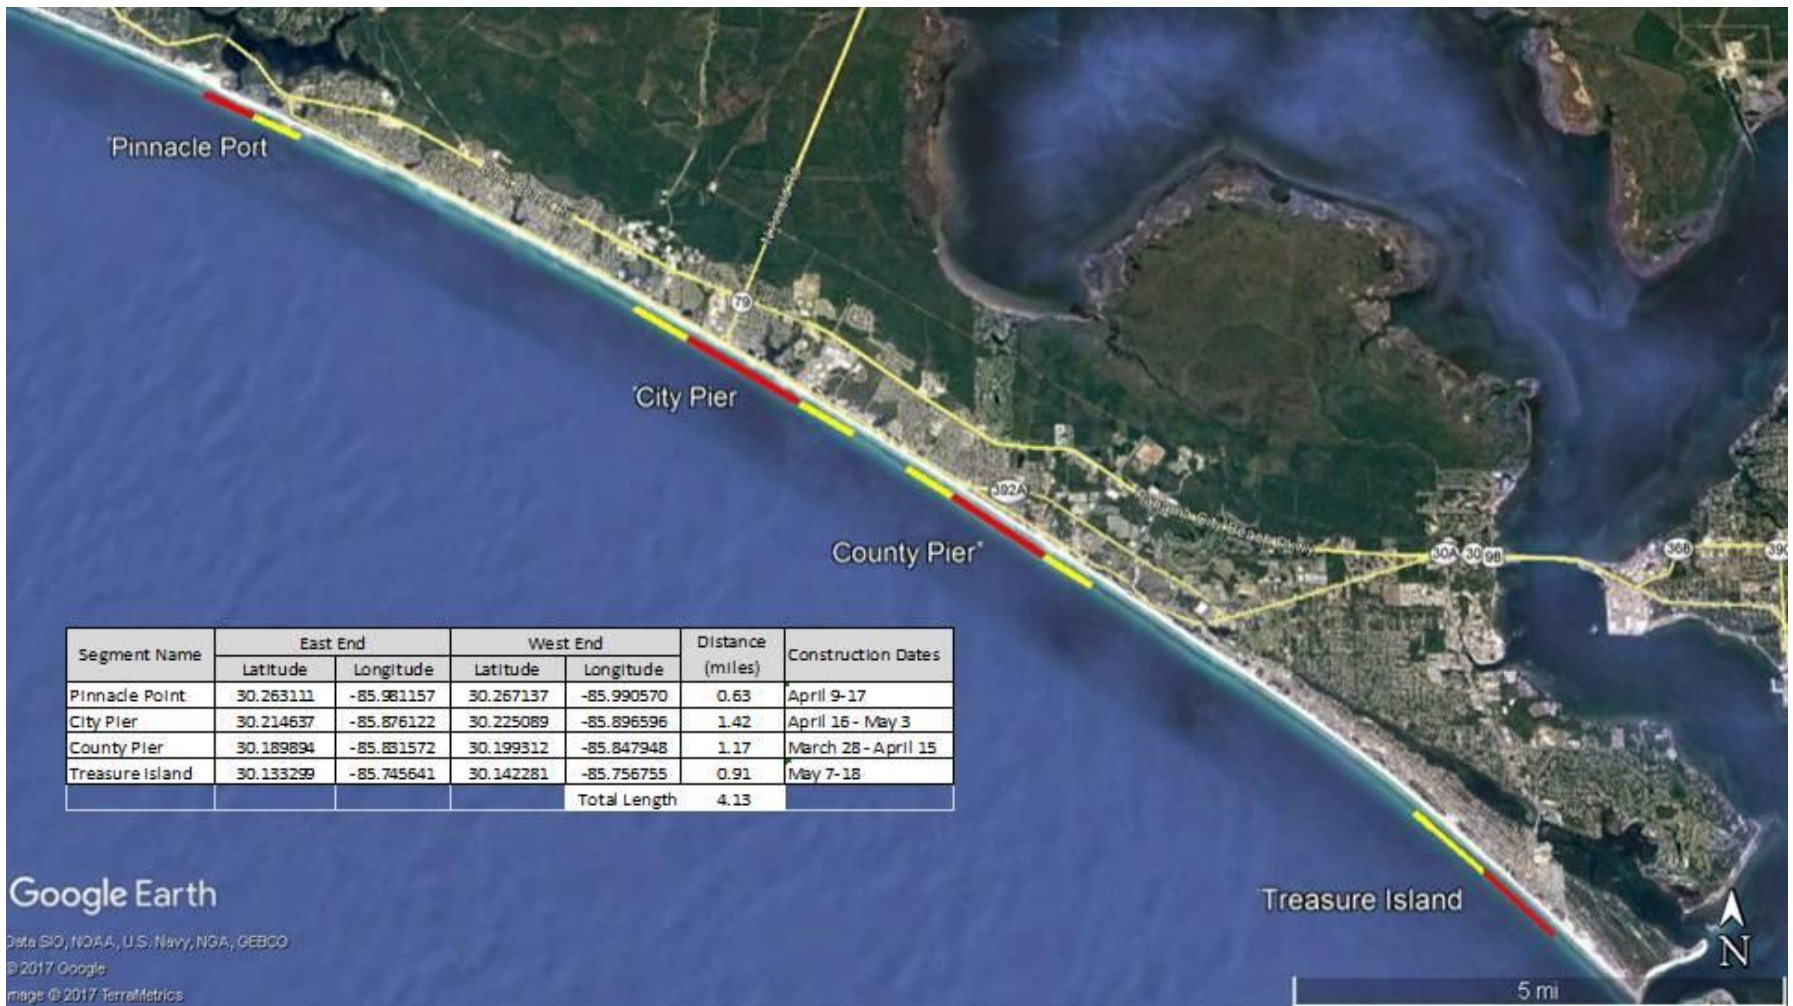 Pinnacle Port
79
City Pier
392A
County Pier
30A 30 98
368
390
Segment Name East End West End Distance (miles) Construction Dates
Latitude Longitude Latitude Longitude
Pinnacle Point 30.263111 -85.981157 30.267137 -85.990570 0.63 April 9-17
City Pier 30.214637 -85.876122 30.225089 -85.896596 1.42 April 16 - May 3
County Pier 30.189894 -85.831572 30.199312 -85.847948 1.17 March 28 - April 15
Treasure Island 30.133299 -85.745641 30.142281 -85.756755 0.91 May 7-18
Total Length 4.13
Treasure Island
Google Earth
Data SIO, NOAA, U.S. Navy, NGA, GEBCO
© 2017 Google
Image © 2017 TerraMetrics
N
5 mi